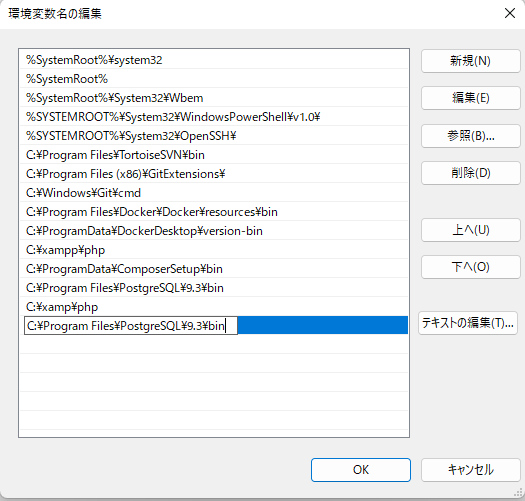 環境変数名の編集
%SystemRoot%¥system32
%SystemRoot%
%SystemRoot%¥System32¥Wbem
%SYSTEMROOT%¥System32¥WindowsPowerShell¥v1.0¥
%SYSTEMROOT%¥System32¥OpenSSH¥
C:¥Program Files¥TortoiseSVN¥bin
C:¥Program Files (x86)¥GitExtensions¥
C:¥Windows¥Git¥cmd
C:¥Program Files¥Docker¥Docker¥resources¥bin
C:¥ProgramData¥DockerDesktop¥version-bin
C:¥xampp¥php
C:¥ProgramData¥ComposerSetup¥bin
C:¥Program Files¥PostgreSQL¥9.3¥bin
C:¥xamp¥php
C:¥Program Files¥PostgreSQL¥9.3¥bin
新規(N)
編集(E)
参照(B)...
削除(D)
上へ(U)
下へ(O)
テキストの編集(T)...
OK
キャンセル